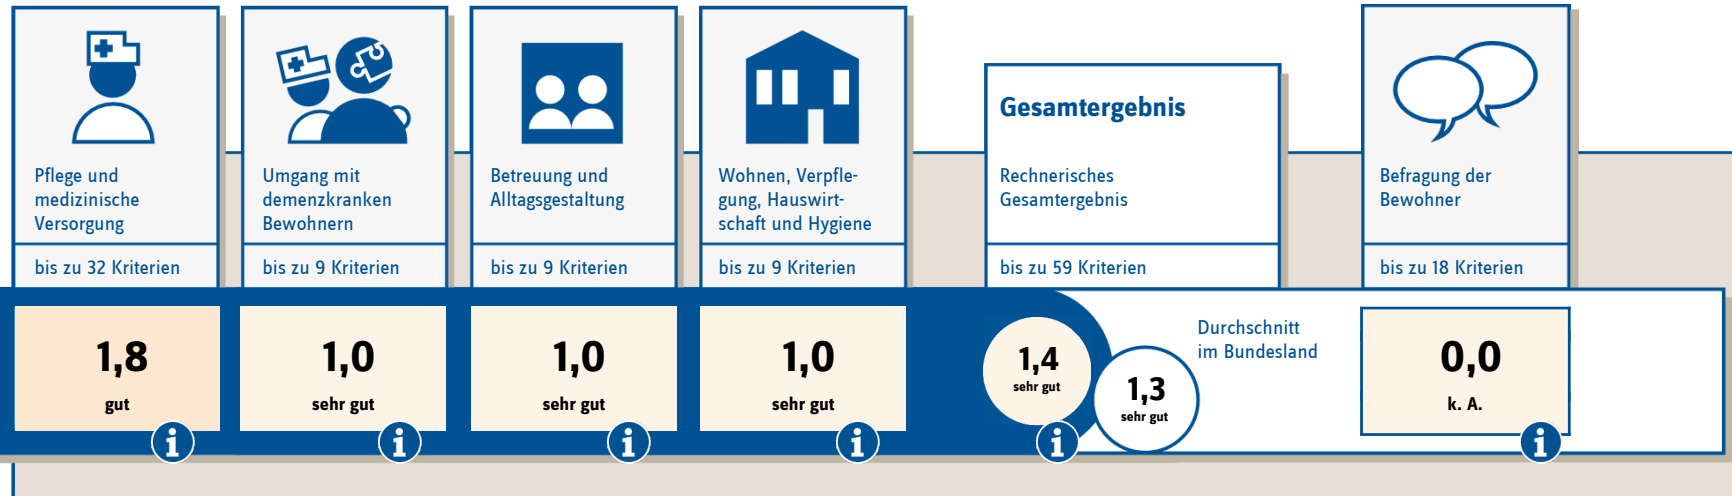 Pflege und
medizinische
Versorgung
bis zu 32 Kriterien
1,8
gut
Umgang mit
demenzkranken
Bewohnern
bis zu 9 Kriterien
1,0
sehr gut
Betreuung und
Alltagsgestaltung
bis zu 9 Kriterien
1,0
sehr gut
Wohnen, Verpfle-
gung, Hauswirt-
schaft und Hygiene
bis zu 9 Kriterien
1,0
sehr gut
Gesamtergebnis
Rechnerisches
Gesamtergebnis
bis zu 59 Kriterien
1,4
sehr gut
1,3
sehr gut
Durchschnitt
im Bundesland
Befragung der
Bewohner
bis zu 18 Kriterien
0,0
k. A.